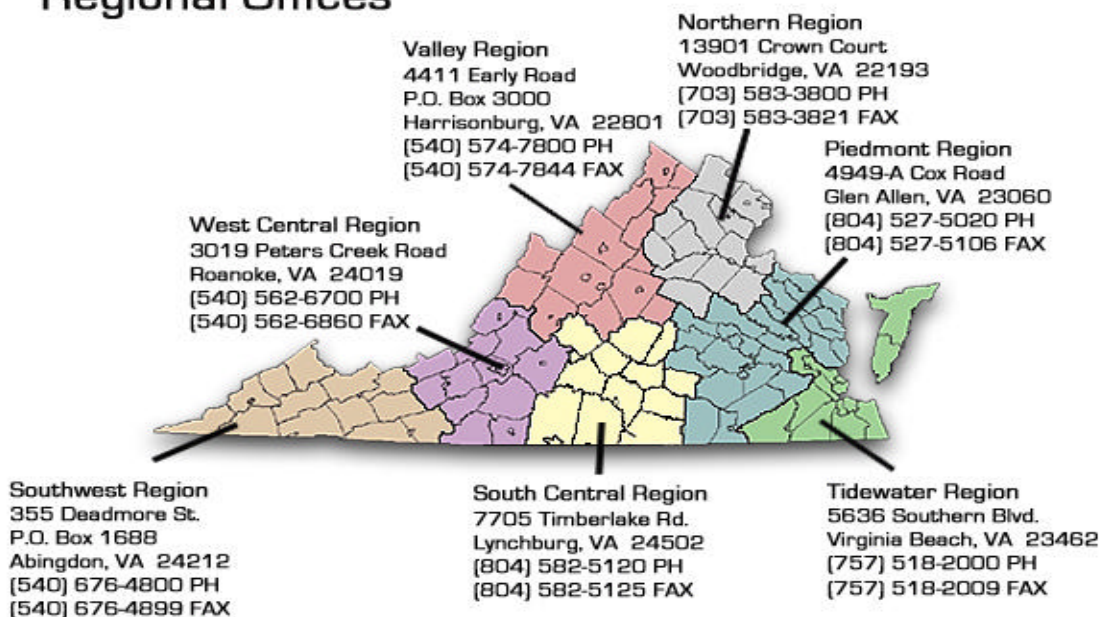 Regional Offices
Northern Region
13901 Crown Court
Woodbridge, VA 22193
(703) 583-3800 PH
(703) 583-3821 FAX
Valley Region
4411 Early Road
P.O. Box 3000
Harrisonburg, VA 22801
(540) 574-7800 PH
(540) 574-7844 FAX
Piedmont Region
4949-A Cox Road
Glen Allen, VA 23060
(804) 527-5020 PH
(804) 527-5106 FAX
West Central Region
3019 Peters Creek Road
Roanoke, VA 24019
(540) 562-6700 PH
(540) 562-6860 FAX
Southwest Region
355 Deadmore St.
P.O. Box 1688
Abingdon, VA 24212
(540) 676-4800 PH
(540) 676-4899 FAX
South Central Region
7705 Timberlake Rd.
Lynchburg, VA 24502
(804) 582-5120 PH
(804) 582-5125 FAX
Tidewater Region
5636 Southern Blvd.
Virginia Beach, VA 23462
(757) 518-2000 PH
(757) 518-2009 FAX